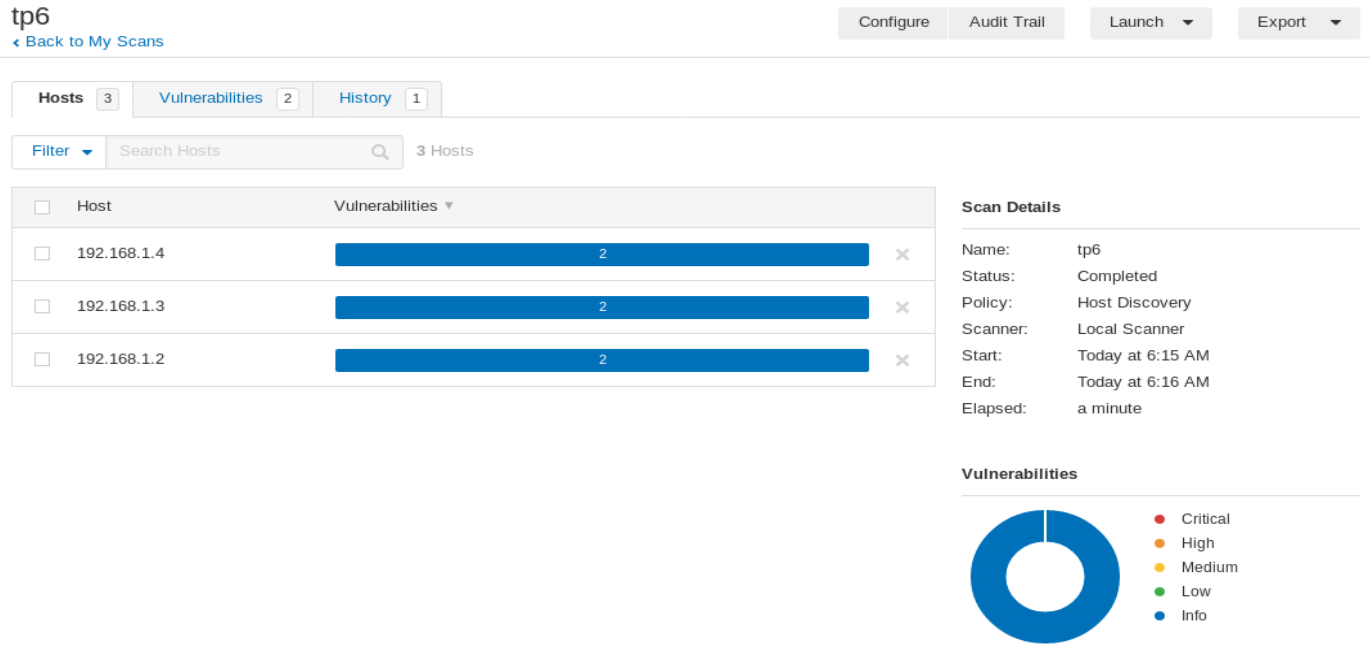 tp6
Back to My Scans
Configure Audit Trail Launch Export
Hosts 3 Vulnerabilities 2 History 1
Filter Search Hosts 3 Hosts
Host Vulnerabilities
192.168.1.4 2
192.168.1.3 2
192.168.1.2 2
Scan Details
Name: tp6
Status: Completed
Policy: Host Discovery
Scanner: Local Scanner
Start: Today at 6:15 AM
End: Today at 6:16 AM
Elapsed: a minute
Vulnerabilities
Critical
High
Medium
Low
Info